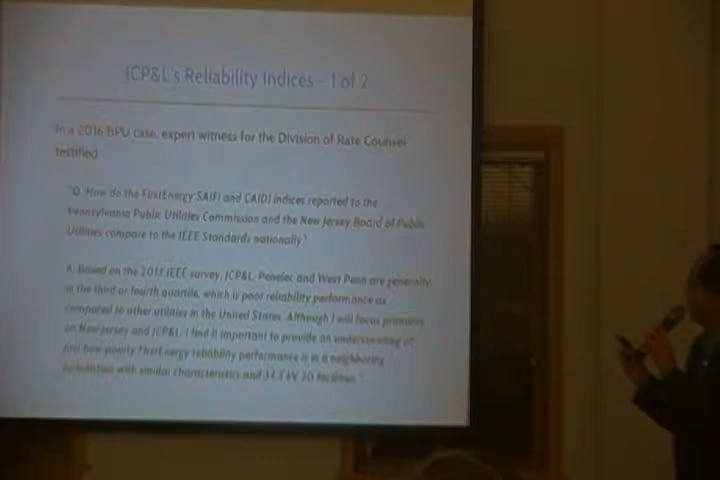 JCP&L's Reliability Indices - 1 of 2
In a 2016 BPU case, expert witness for the Division of Rate Counsel
testified
"Q. How do the FirstEnergy SAIFI and CAIDI indices reported to the
Pennsylvania Public Utilities Commission and the New Jersey Board of Public
Utilities compare to the IEEE Standards nationally?
A. Based on the IEEE survey, JCP&L, Penelec and West Penn are generally
in the third or fourth quartile, which is poor reliability performance as
compared to other utilities in the United States. Although I will focus primarily
on New Jersey and JCP&L, I find it important to provide an understanding of
just how poorly FirstEnergy reliability performance is in a neighboring
jurisdiction with similar characteristics and 34.5 kV facilities."